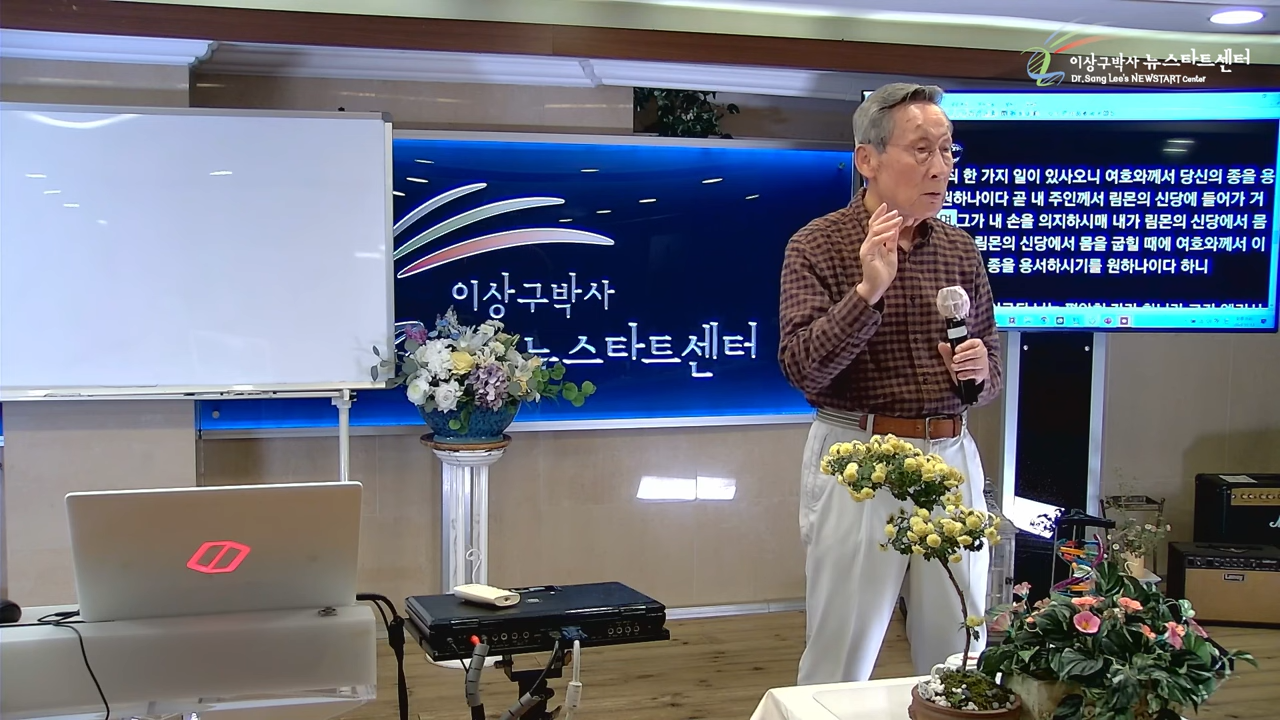 이상구박사 뉴스타트센터
Dr. Sang Lee's NEWSTART Center
한 가지 일이 있사오니 여호와께서 당신의 종을 용
원하나이다 곧 내 주인께서 림몬의 신당에 들어가 거
며 그가 내 손을 의지하시매 내가 림몬의 신당에서 몸
림몬의 신당에서 몸을 굽힐 때에 여호와께서 이
종을 용서하시기를 원하나이다 하니
이상구박사
뉴스타트센터
Laney